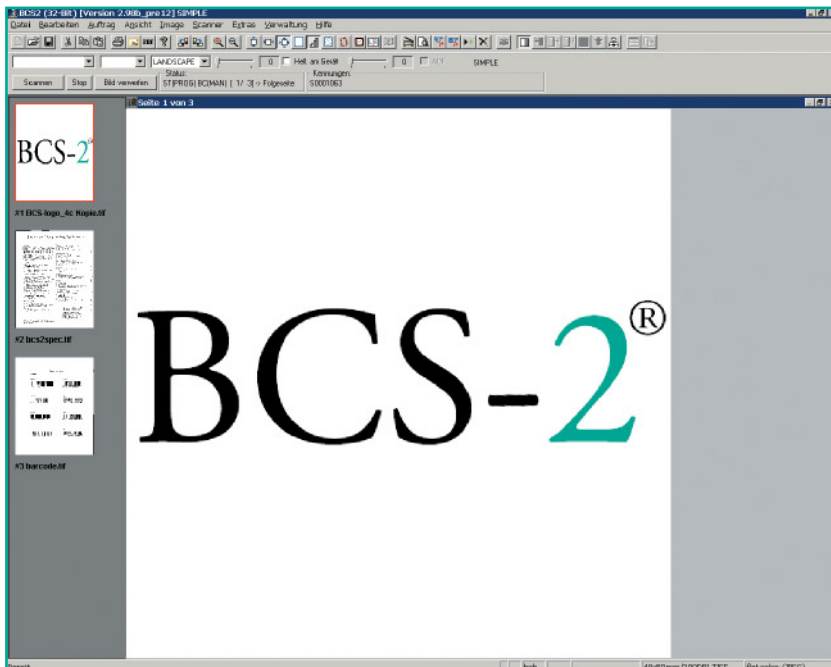 BCS2 (32-Bit) [Version 2.98b_pre12] SIMPLE
Datei Bearbeiten Auftrag Ansicht Image Scanner Extras Verwaltung Hilfe
LANDSCAPE 0 Hell. am Gerät 0 SIMPLE
Scannen Stop Bild verwerfen Status: ST|PROG| BC|MAN| [ 1/ 3] -> Folgeseite Kennungen: S0001063
Seite 1 von 3
BCS-2®
#1 BCS-logo_4c Kopie.tif
#2 bcs2spec.tif
#3 barcode.tif
BCS-2®